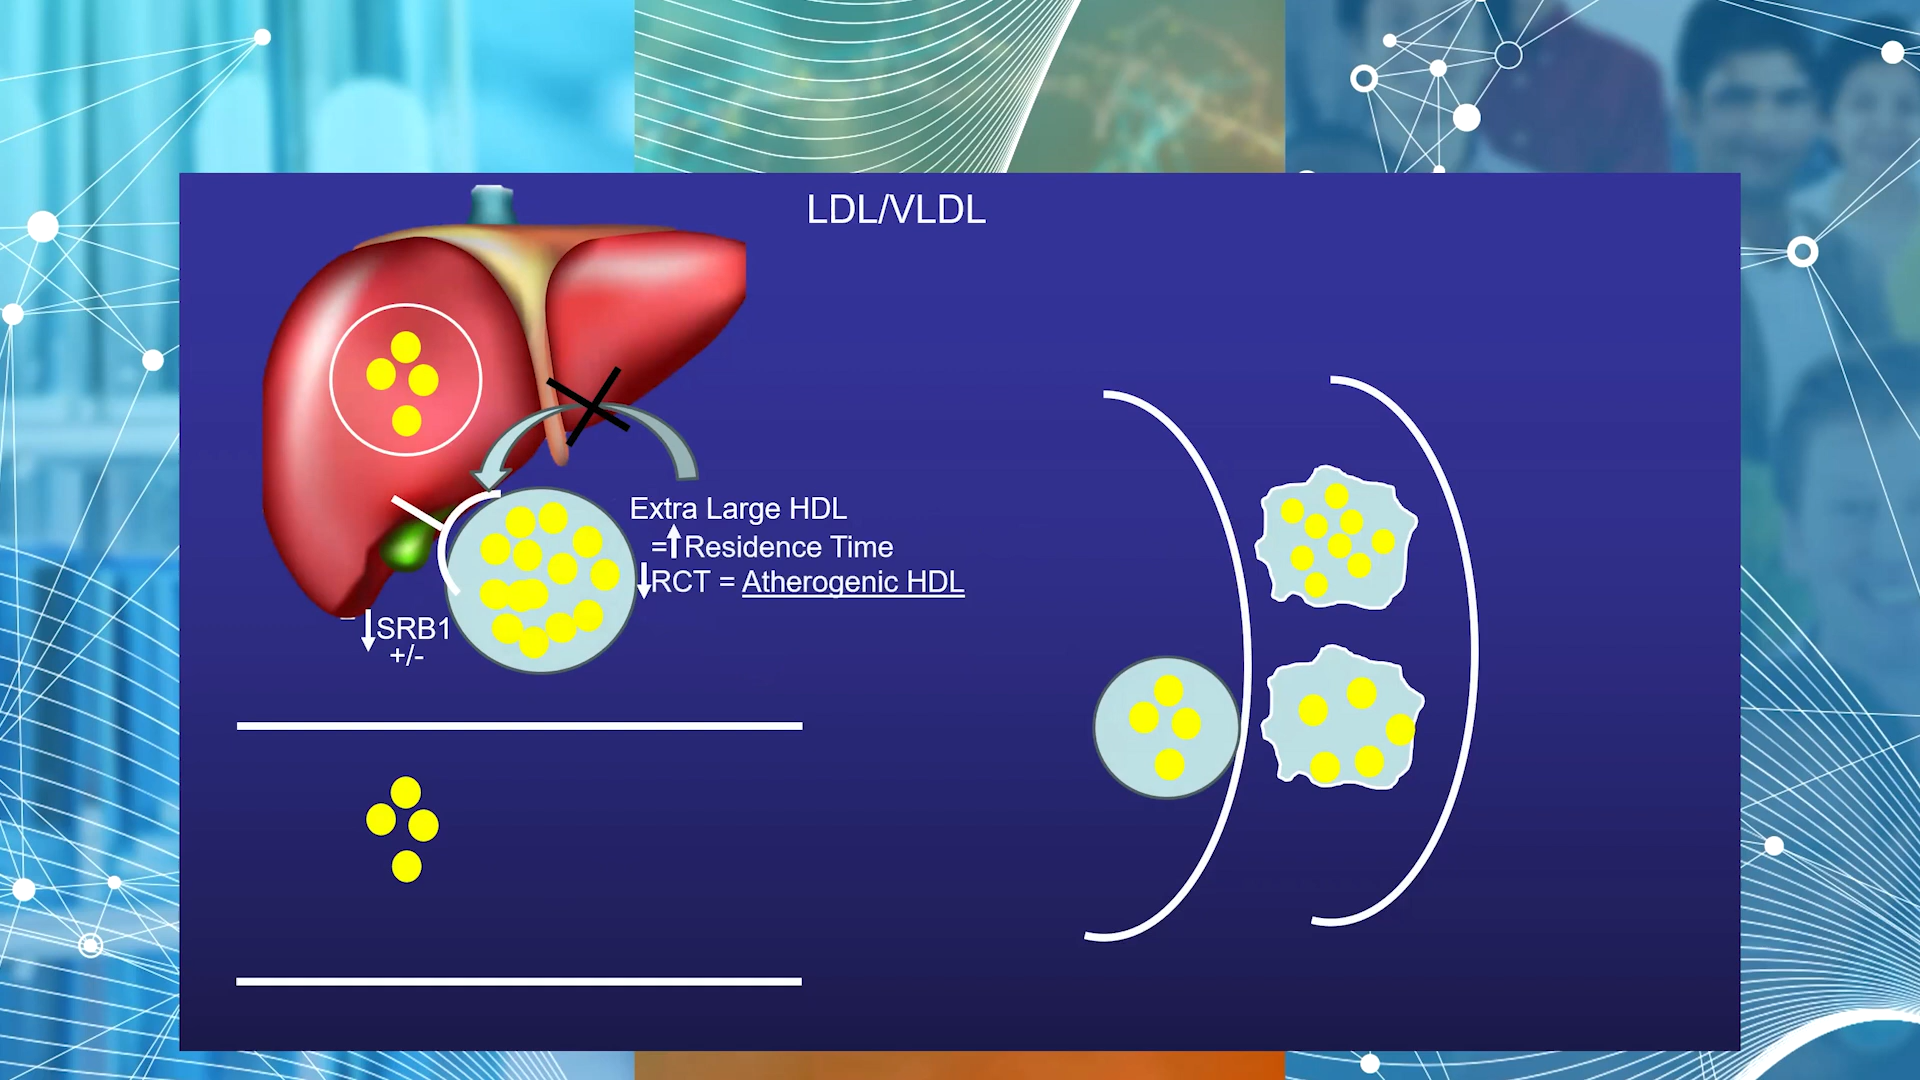 LDL/VLDL
Extra Large HDL
=↑Residence Time
↓RCT = Atherogenic HDL
↓SRB1
+/-